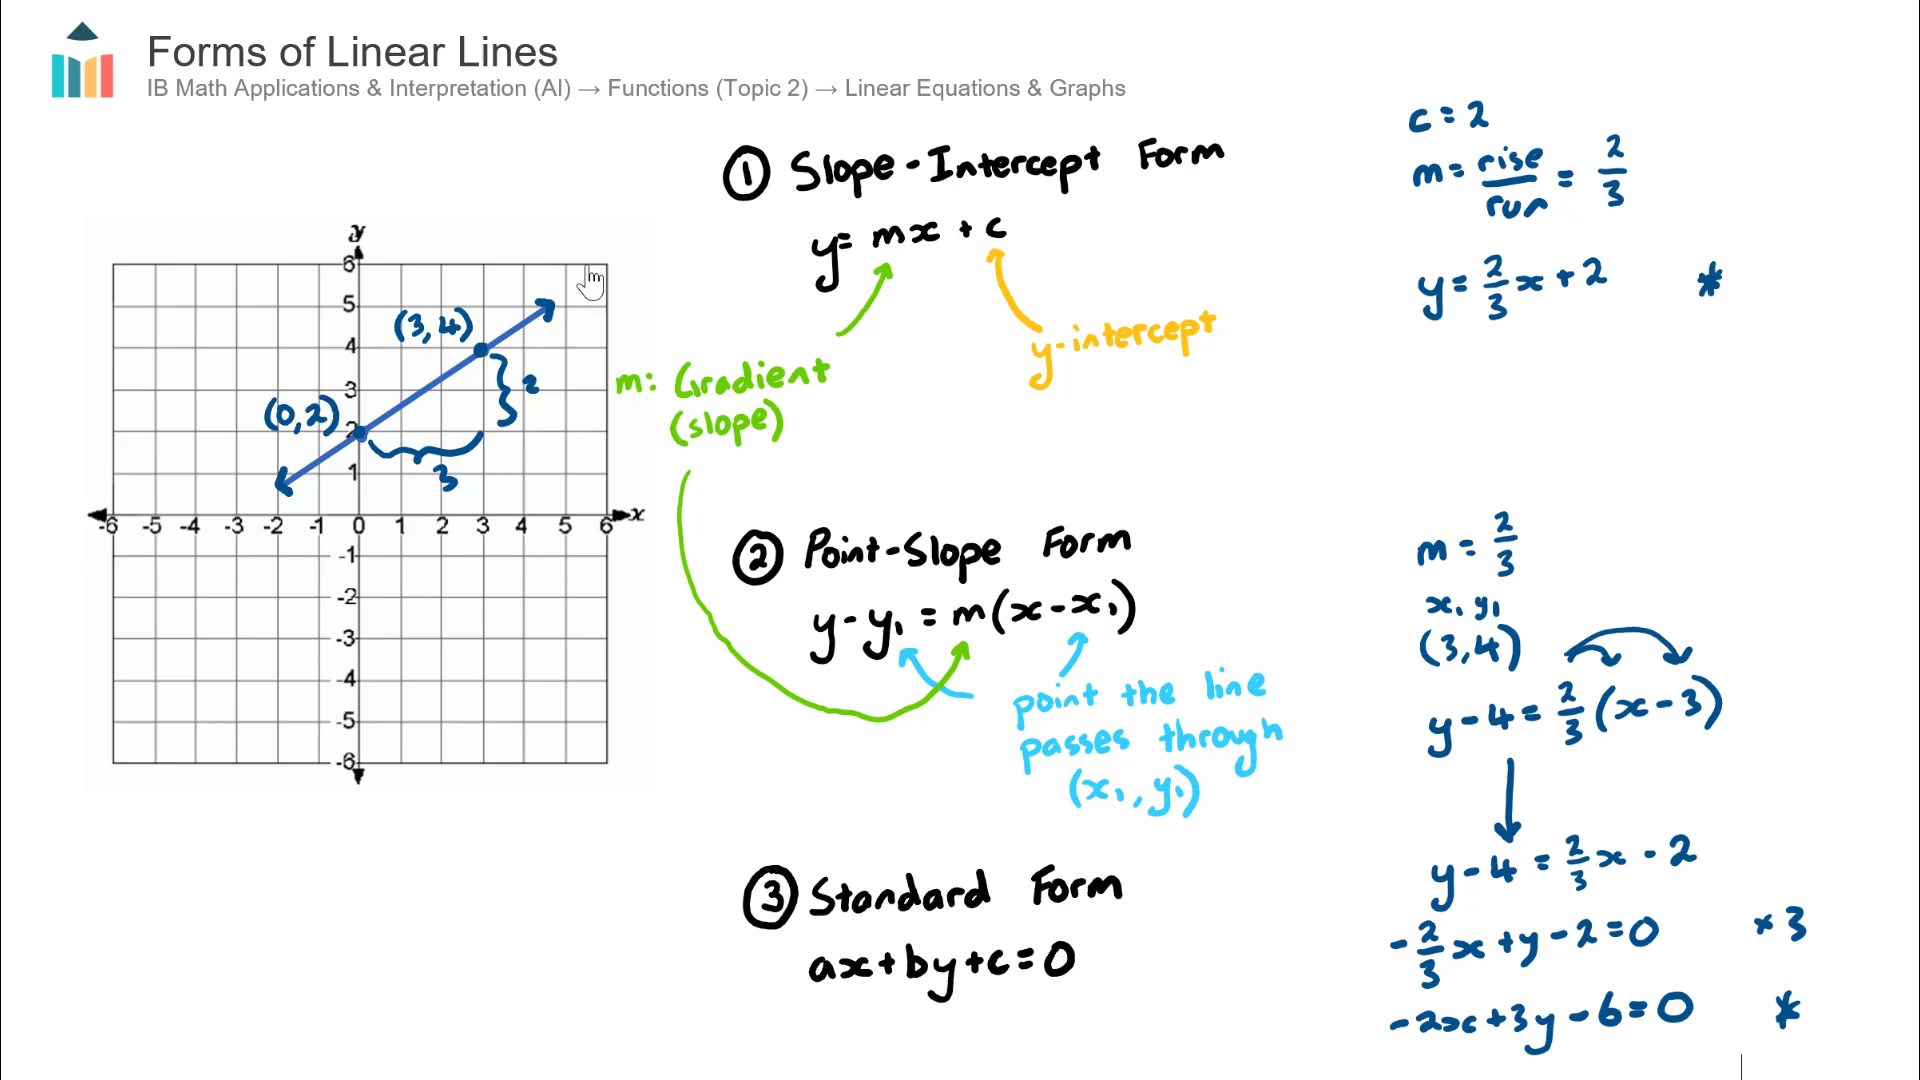 Forms of Linear Lines
IB Math Applications & Interpretation (AI) → Functions (Topic 2) → Linear Equations & Graphs
① Slope-Intercept Form
y = mx + c
m: Gradient
(slope)
y-intercept
c = 2
m = rise/run = 2/3
y = 2/3 x + 2 *
y
6
5
(3,4)
4
3
2
(0,2)
2
1
3
-6 -5 -4 -3 -2 -1 0 1 2 3 4 5 6 x
-1
-2
-3
-4
-5
-6
② Point-Slope Form
y - y₁ = m(x - x₁)
point the line
passes through
(x₁, y₁)
m = 2/3
x₁ y₁
(3,4)
y - 4 = 2/3 (x - 3)
y - 4 = 2/3 x - 2
③ Standard Form
ax + by + c = 0
-2/3 x + y - 2 = 0 × 3
-2x + 3y - 6 = 0 *